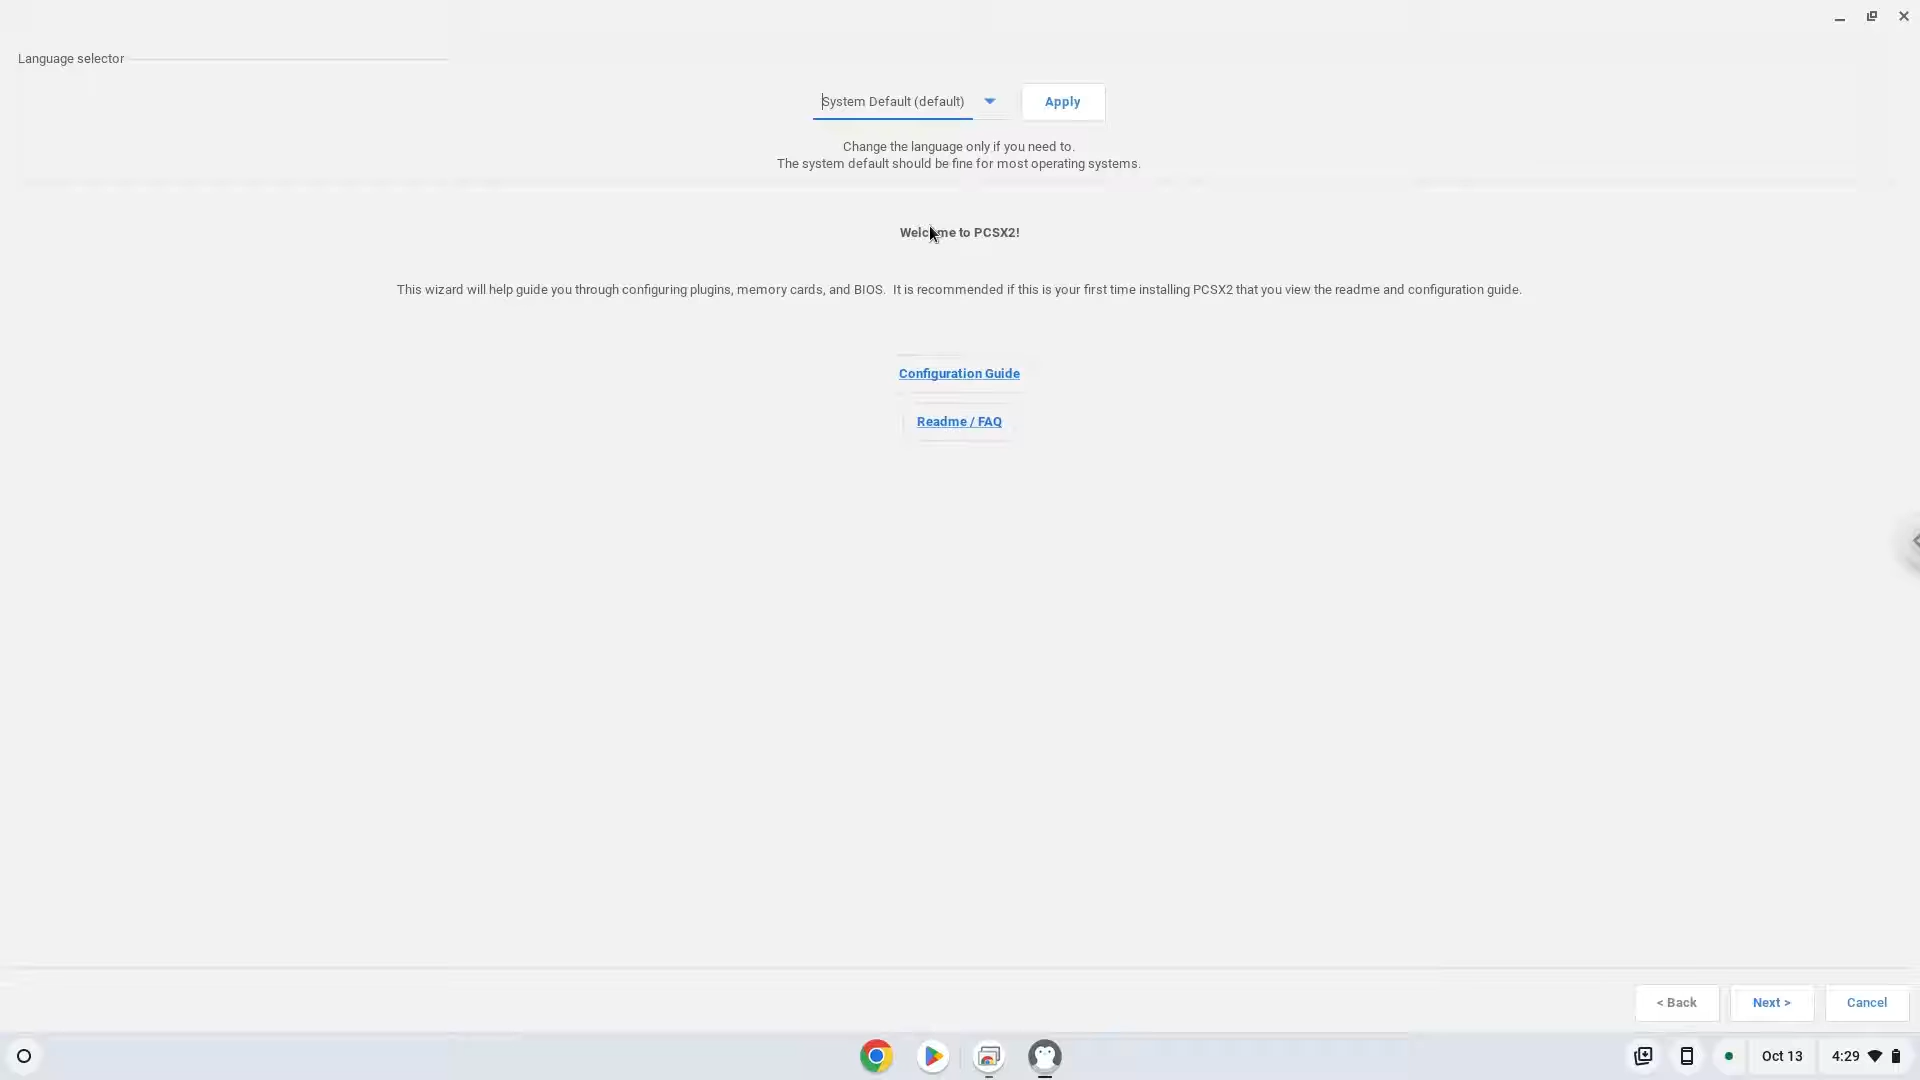 Language selector
System Default (default)
Apply
Change the language only if you need to.
The system default should be fine for most operating systems.
Welcome to PCSX2!
This wizard will help guide you through configuring plugins, memory cards, and BIOS.  It is recommended if this is your first time installing PCSX2 that you view the readme and configuration guide.
Configuration Guide
Readme / FAQ
< Back
Next >
Cancel
Oct 13
4:29